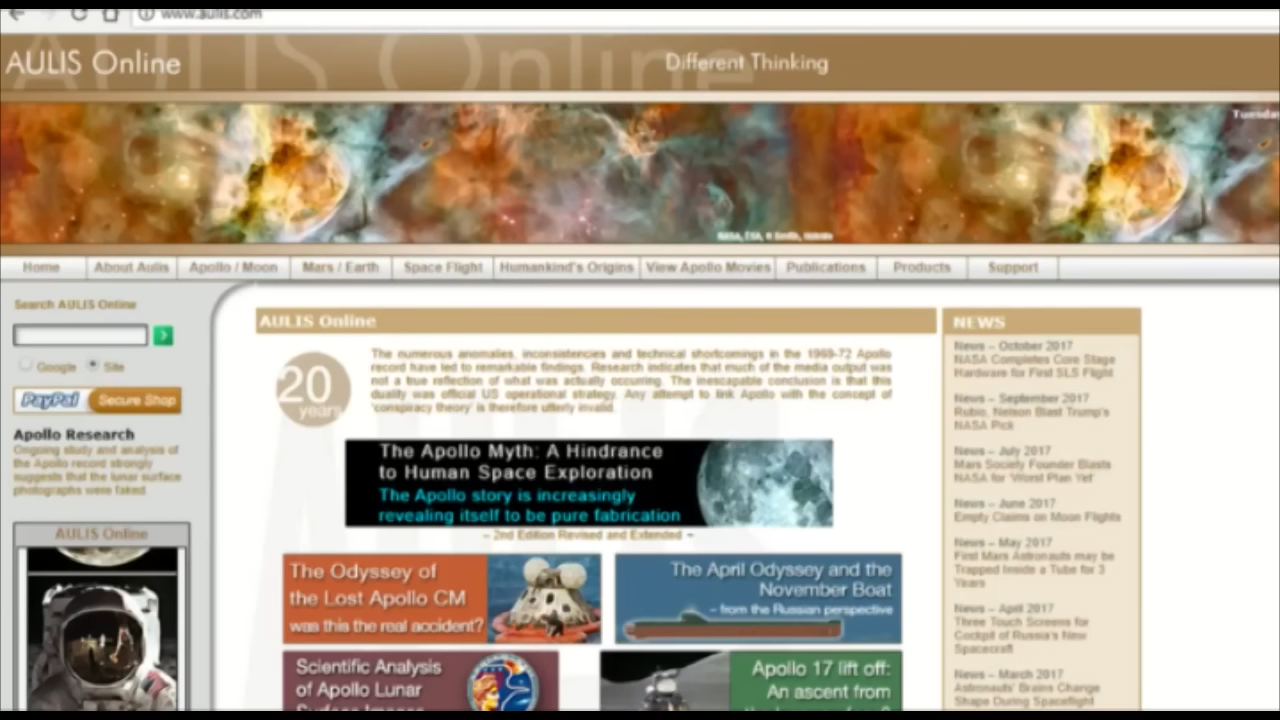 www.aulis.com
AULIS Online
Different Thinking
Tuesda
Home About Aulis Apollo / Moon Mars / Earth Space Flight Humankind's Origins View Apollo Movies Publications Products Support
Search AULIS Online
Google Site
PayPal Secure Shop
Apollo Research
Ongoing study and analysis of
the Apollo record strongly
suggests that the lunar surface
photographs were faked
AULIS Online
AULIS Online
20
years
The numerous anomalies, inconsistencies and technical shortcomings in the 1969-72 Apollo
record have led to remarkable findings. Research indicates that much of the media output was
not a true reflection of what was actually occurring. The inescapable conclusion is that this
duality was official US operational strategy. Any attempt to link Apollo with the concept of
'conspiracy theory' is therefore utterly invalid.
The Apollo Myth: A Hindrance
to Human Space Exploration
The Apollo story is increasingly
revealing itself to be pure fabrication
– 2nd Edition Revised and Extended –
The Odyssey of
the Lost Apollo CM
was this the real accident?
The April Odyssey and the
November Boat
– from the Russian perspective
Scientific Analysis
of Apollo Lunar
Apollo 17 lift off:
An ascent from
NEWS
News – October 2017
NASA Completes Core Stage
Hardware for First SLS Flight
News – September 2017
Rubio, Nelson Blast Trump's
NASA Pick
News – July 2017
Mars Society Founder Blasts
NASA for 'Worst Plan Yet'
News – June 2017
Empty Claims on Moon Flights
News – May 2017
First Mars Astronauts may be
Trapped Inside a Tube for 3
Years
News – April 2017
Three Touch Screens for
Cockpit of Russia's New
Spacecraft
News – March 2017
Astronauts' Brains Change
Shape During Spaceflight